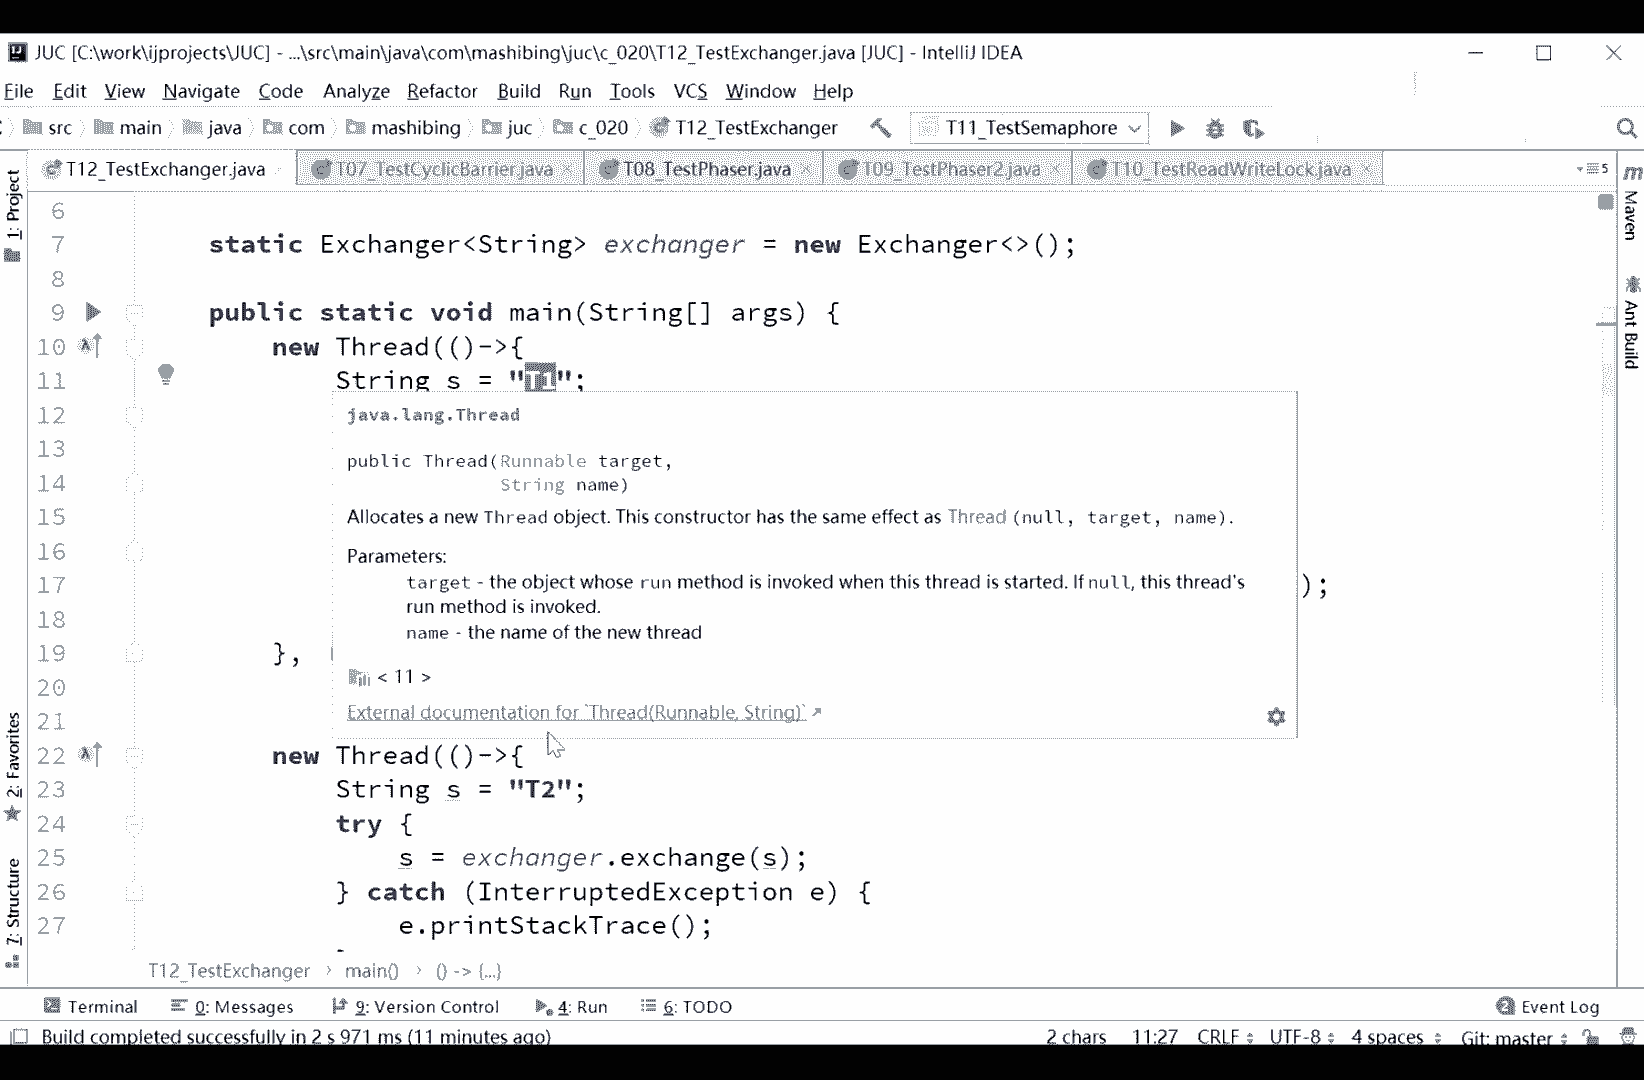 JUC [C:\work\ijprojects\JUC] - ...\src\main\java\com\mashibing\juc\c_020\T12_TestExchanger.java [JUC] - IntelliJ IDEA
File Edit View Navigate Code Analyze Refactor Build Run Tools VCS Window Help
src main java com mashibing juc c_020 T12_TestExchanger T11_TestSemaphore
T12_TestExchanger.java T07_TestCyclicBarrier.java T08_TestPhaser.java T09_TestPhaser2.java T10_TestReadWriteLock.java 5
1: Project
2: Favorites
7: Structure
Maven
Ant Build
6
7 static Exchanger<String> exchanger = new Exchanger<>();
8
9 public static void main(String[] args) {
10 new Thread(()->{
11 String s = "T1";
12
13
14
15
16
17 );
18
19 },
20
21
java.lang.Thread
public Thread(Runnable target,
String name)
Allocates a new Thread object. This constructor has the same effect as Thread (null, target, name).
Parameters:
target - the object whose run method is invoked when this thread is started. If null, this thread's
run method is invoked.
name - the name of the new thread
< 11 >
External documentation for `Thread(Runnable, String)` ↗
22 new Thread(()->{
23 String s = "T2";
24 try {
25 s = exchanger.exchange(s);
26 } catch (InterruptedException e) {
27 e.printStackTrace();
T12_TestExchanger › main() › () -> {...}
Terminal 0: Messages 9: Version Control 4: Run 6: TODO 2 Event Log
Build completed successfully in 2 s 971 ms (11 minutes ago) 2 chars 11:27 CRLF UTF-8 4 spaces Git: master